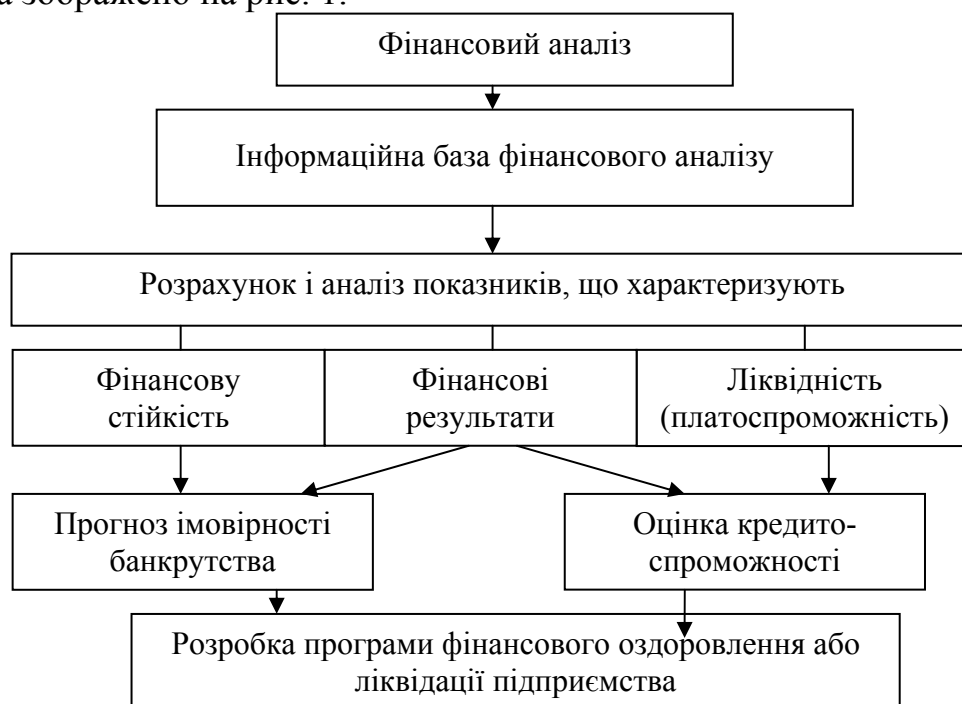 а зображено на рис. 1.
Фінансовий аналіз
Інформаційна база фінансового аналізу
Розрахунок і аналіз показників, що характеризують
Фінансову
стійкість
Фінансові
результати
Ліквідність
(платоспроможність)
Прогноз імовірності
банкрутства
Оцінка кредито-
спроможності
Розробка програми фінансового оздоровлення або
ліквідації підприємства